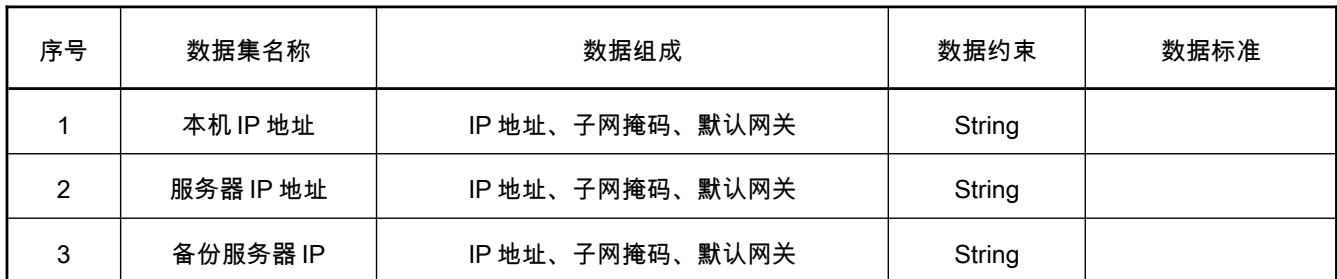 序号 数据集名称 数据组成 数据约束 数据标准
1 本机 IP 地址 IP 地址、子网掩码、默认网关 String
2 服务器 IP 地址 IP 地址、子网掩码、默认网关 String
3 备份服务器 IP IP 地址、子网掩码、默认网关 String